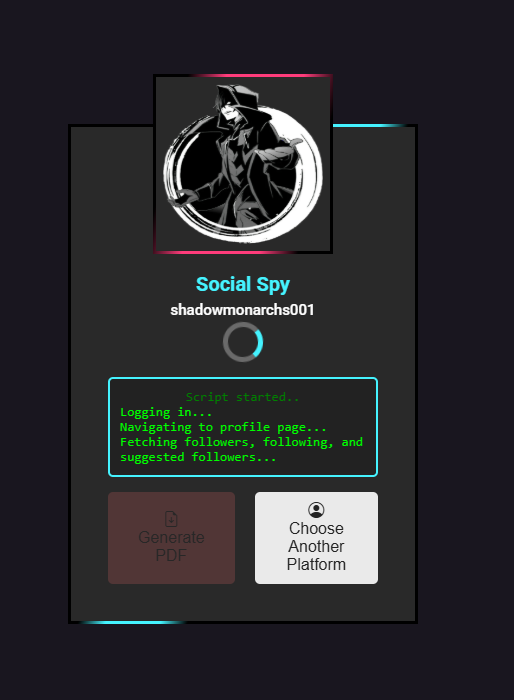 Social Spy
shadowmonarchs001
Script started..
Logging in...
Navigating to profile page...
Fetching followers, following, and
suggested followers...
Generate
PDF
Choose
Another
Platform